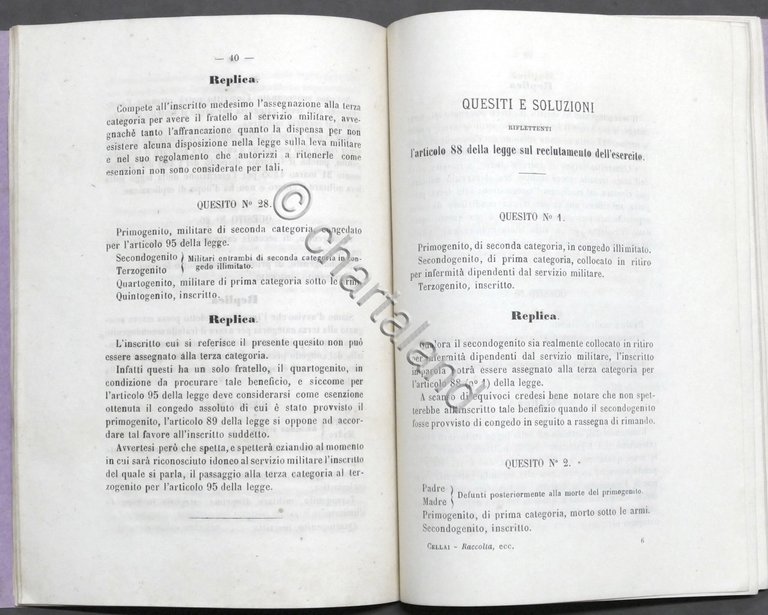 — 40 —
Replica.
Compete all'inscritto medesimo l'assegnazione alla terza
categoria per avere il fratello al servizio militare, avve-
gnachè tanto l'affrancazione quanto la dispensa per non
esistere alcuna disposizione nella legge sulla leva militare
e nel suo regolamento che autorizzi a ritenerle come
esenzioni non sono considerate per tali.
QUESITO Nº 28.
Primogenito, militare di seconda categoria, congedato
per l'articolo 95 della legge.
Secondogenito } Militari entrambi di seconda categoria in con-
Terzogenito } gedo illimitato.
Quartogenito, militare di prima categoria sotto le armi.
Quintogenito, inscritto.
Replica.
L'inscritto cui si referisce il presente quesito non può
essere assegnato alla terza categoria.
Infatti questi ha un solo fratello, il quartogenito, in
condizione da procurare tale beneficio, e siccome per
l'articolo 95 della legge deve considerarsi come esenzione
ottenuta il congedo assoluto di cui è stato provvisto il
primogenito, l'articolo 89 della legge si oppone ad accor-
dar tal favore all'inscritto suddetto.
Avvertesi però che spetta, e spetterà eziandio al momento
in cui sarà riconosciuto idoneo al servizio militare l'inscritto
del quale si parla, il passaggio alla terza categoria al ter-
zogenito per l'articolo 95 della legge.
QUESITI E SOLUZIONI
RIFLETTENTI
l'articolo 88 della legge sul reclutamento dell'esercito.
QUESITO Nº 1.
Primogenito, di seconda categoria, in congedo illimitato.
Secondogenito, di prima categoria, collocato in ritiro
per infermità dipendenti dal servizio militare.
Terzogenito, inscritto.
Replica.
Qualora il secondogenito sia realmente collocato in ritiro
per infermità dipendenti dal servizio militare, l'inscritto
in parola potrà essere assegnato alla terza categoria per
l'articolo 88 (nº 4) della legge.
A scanso di equivoci credesi bene notare che non spet-
terebbe all'inscritto tale beneficio quando il secondogenito
fosse provvisto di congedo in seguito a rassegna di rimando.
QUESITO Nº 2.
Padre } Defunti posteriormente alla morte del primogenito.
Madre }
Primogenito, di prima categoria, morto sotto le armi.
Secondogenito, inscritto.
CELLAI - Raccolta, ecc. 6
© chartaland